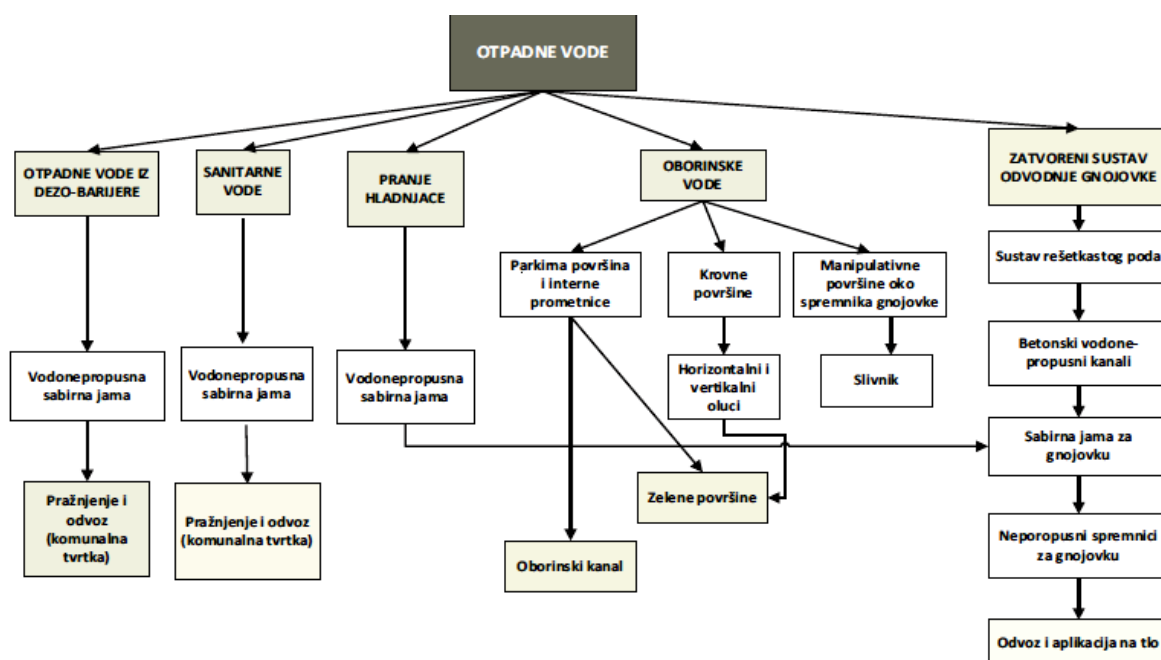 OTPADNE VODE
OTPADNE VODE IZ
DEZO-BARIJERE
SANITARNE
VODE
PRANJE
HLADNJACE
OBORINSKE
VODE
ZATVORENI SUSTAV
ODVODNJE GNOJOVKE
Parkirna površina
i interne
prometnice
Krovne
površine
Manipulativne
površine oko
spremnika gnojovke
Sustav rešetkastog poda
Vodonepropusna
sabirna jama
Vodonepropusna
sabirna jama
Vodonepropusna
sabirna jama
Horizontalni i
vertikalni
oluci
Slivnik
Betonski vodone-
propusni kanali
Sabirna jama za
gnojovku
Pražnjenje i
odvoz
(komunalna
tvrtka)
Pražnjenje i odvoz
(komunalna tvrtka)
Zelene površine
Oborinski kanal
Neporopusni spremnici
za gnojovku
Odvoz i aplikacija na tlo